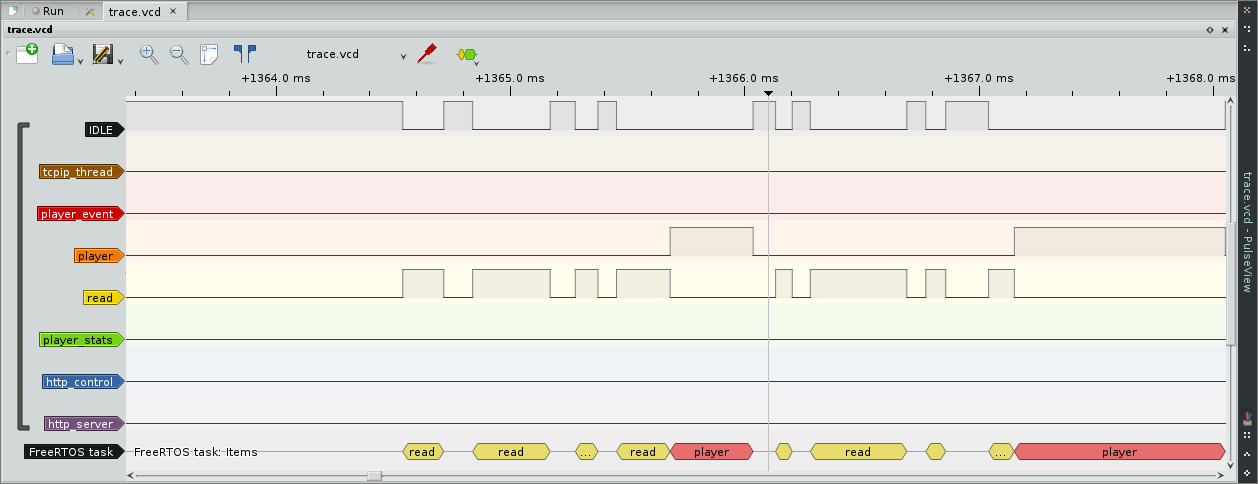 Run trace.vcd
trace.vcd
trace.vcd
+1364.0 ms +1365.0 ms +1366.0 ms +1367.0 ms +1368.0 ms
IDLE
tcpip_thread
player_event
player
read
player_stats
http_control
http_server
FreeRTOS task FreeRTOS task: Items read read ... read player read ... player
trace.vcd - PulseView